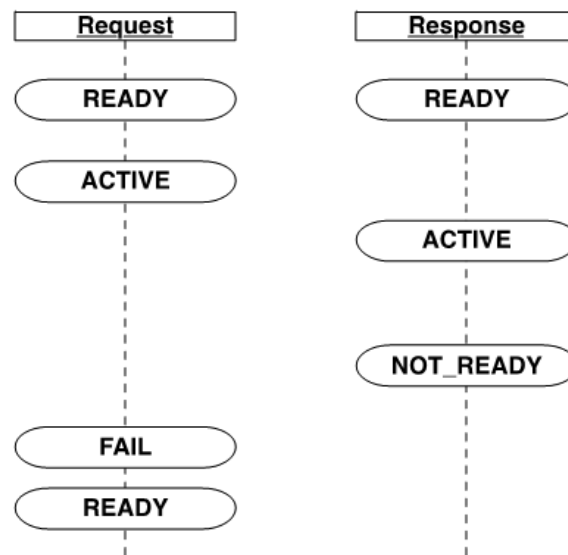 Request Response
READY READY
ACTIVE
ACTIVE
NOT_READY
FAIL
READY